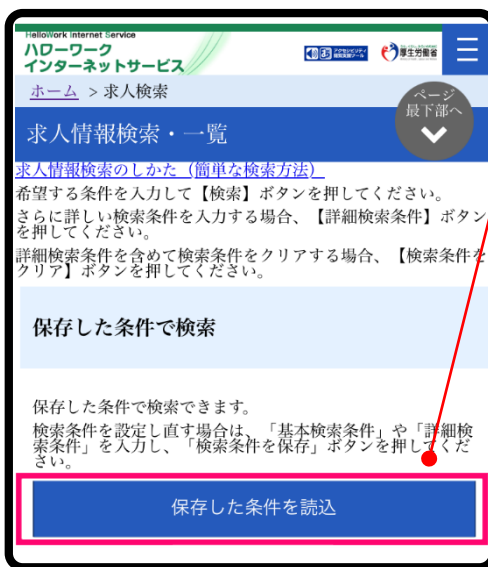 HelloWork Internet Service
ハローワーク
インターネットサービス
厚生労働省
ホーム > 求人検索
ページ
最下部へ
求人情報検索・一覧
求人情報検索のしかた（簡単な検索方法）
希望する条件を入力して【検索】ボタンを押してください。
さらに詳しい検索条件を入力する場合、【詳細検索条件】ボタン
を押してください。
詳細検索条件を含めて検索条件をクリアする場合、【検索条件を
クリア】ボタンを押してください。
保存した条件で検索
保存した条件で検索できます。
検索条件を設定し直す場合は、「基本検索条件」や「詳細検
索条件」を入力し、「検索条件を保存」ボタンを押してくだ
さい。
保存した条件を読込